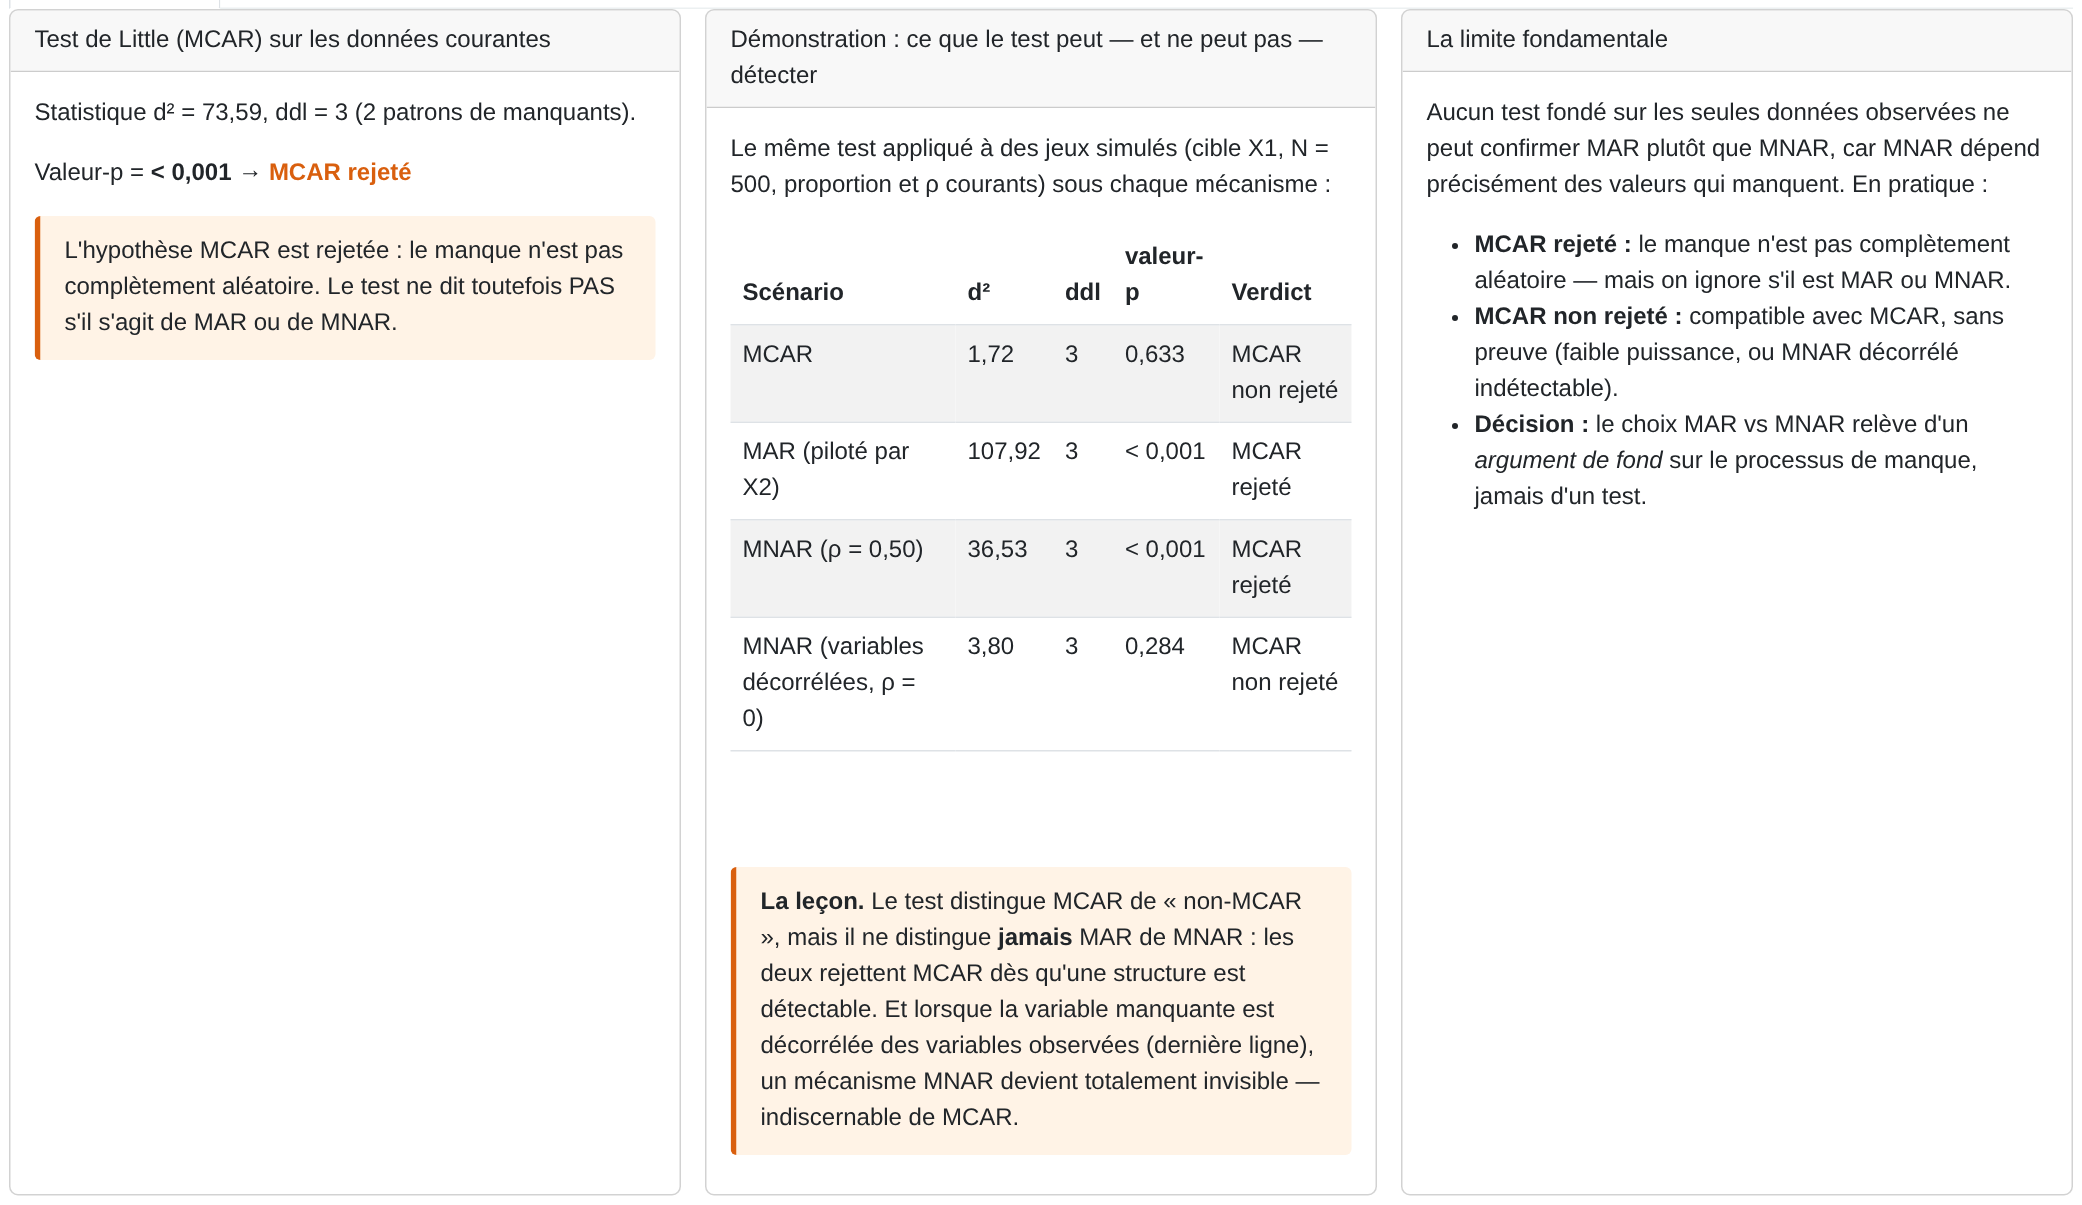 Test de Little (MCAR) sur les données courantes
Statistique d² = 73,59, ddl = 3 (2 patrons de manquants).
Valeur-p = < 0,001 → MCAR rejeté
L'hypothèse MCAR est rejetée : le manque n'est pas
complètement aléatoire. Le test ne dit toutefois PAS
s'il s'agit de MAR ou de MNAR.
Démonstration : ce que le test peut — et ne peut pas —
détecter
Le même test appliqué à des jeux simulés (cible X1, N =
500, proportion et ρ courants) sous chaque mécanisme :
valeur-
Scénario d² ddl p Verdict
MCAR 1,72 3 0,633 MCAR
non rejeté
MAR (piloté par 107,92 3 < 0,001 MCAR
X2) rejeté
MNAR (ρ = 0,50) 36,53 3 < 0,001 MCAR
rejeté
MNAR (variables 3,80 3 0,284 MCAR
décorrélées, ρ = non rejeté
0)
La leçon. Le test distingue MCAR de « non-MCAR
», mais il ne distingue jamais MAR de MNAR : les
deux rejettent MCAR dès qu'une structure est
détectable. Et lorsque la variable manquante est
décorrélée des variables observées (dernière ligne),
un mécanisme MNAR devient totalement invisible —
indiscernable de MCAR.
La limite fondamentale
Aucun test fondé sur les seules données observées ne
peut confirmer MAR plutôt que MNAR, car MNAR dépend
précisément des valeurs qui manquent. En pratique :
• MCAR rejeté : le manque n'est pas complètement
aléatoire — mais on ignore s'il est MAR ou MNAR.
• MCAR non rejeté : compatible avec MCAR, sans
preuve (faible puissance, ou MNAR décorrélé
indétectable).
• Décision : le choix MAR vs MNAR relève d'un
argument de fond sur le processus de manque,
jamais d'un test.